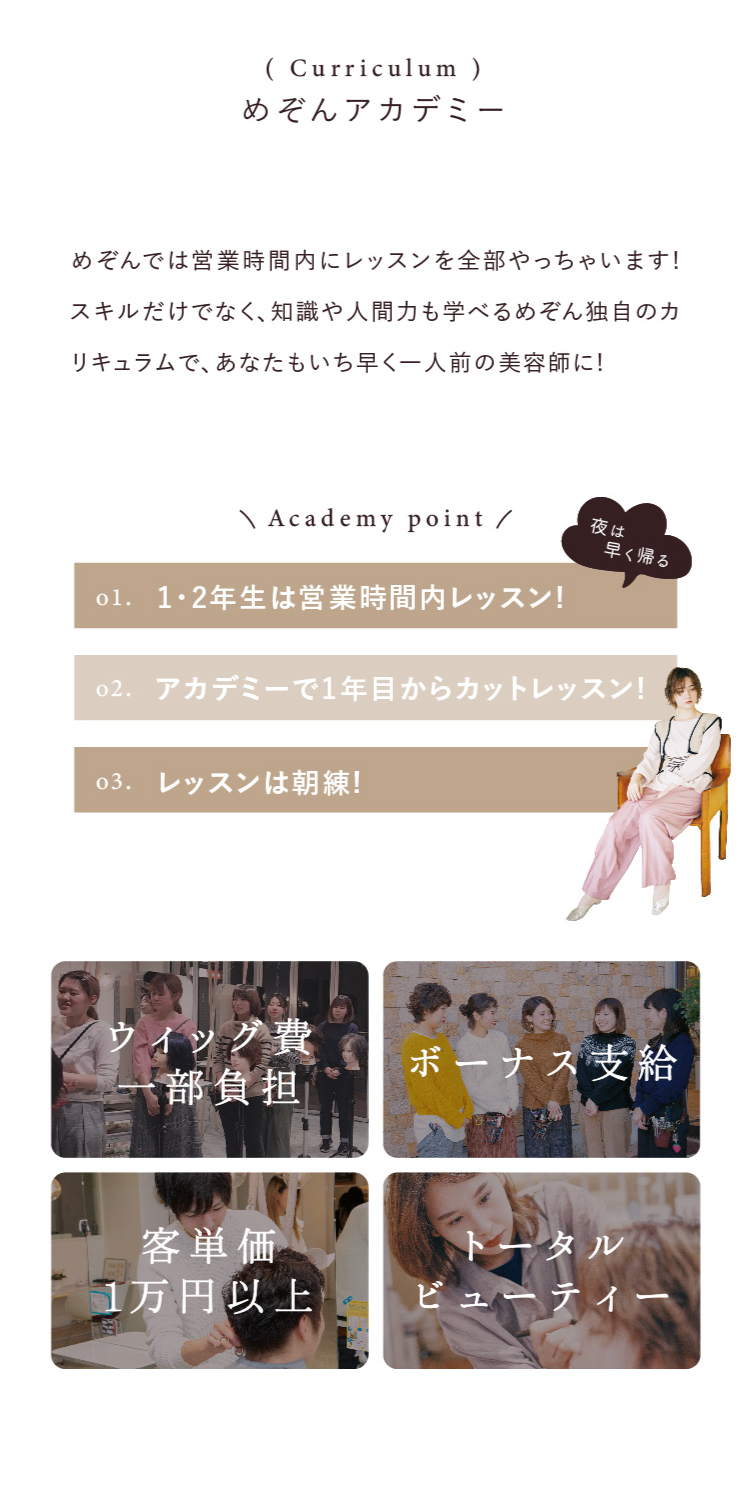 ( Curriculum )
めぞんアカデミー
めぞんでは営業時間内にレッスンを全部やっちゃいます!
スキルだけでなく、知識や人間力も学べるめぞん独自のカ
リキュラムで、あなたもいち早く一人前の美容師に!
\ Academy point /
夜は
早く帰る
01. 1・2年生は営業時間内レッスン!
02. アカデミーで1年目からカットレッスン!
03. レッスンは朝練!
ウィッグ費
一部負担
ボーナス支給
客単価
1万円以上
トータル
ビューティー